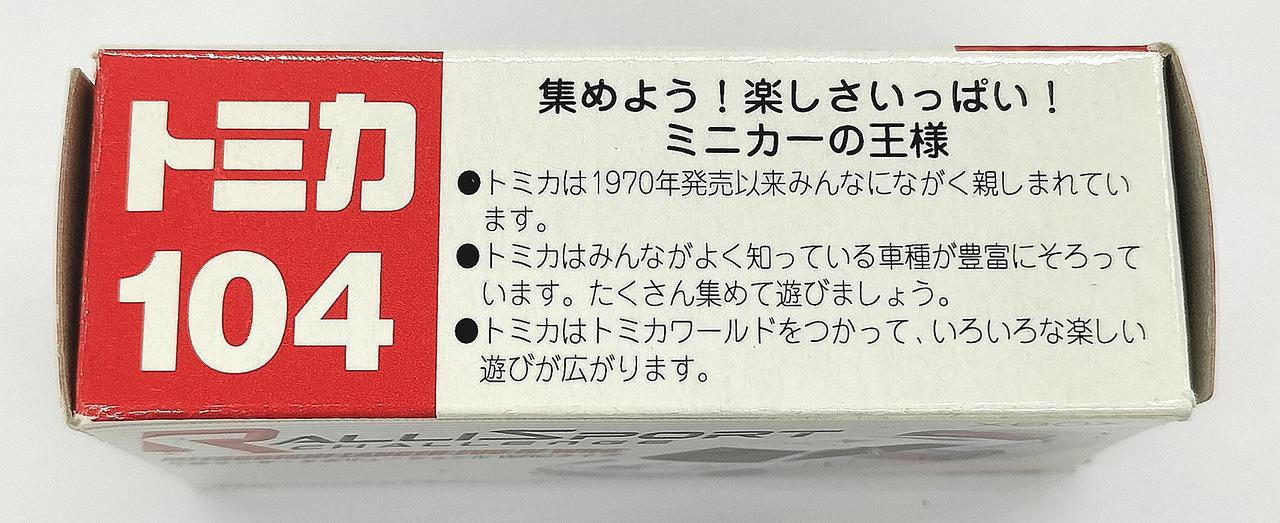 トミカ
104
集めよう！楽しさいっぱい！
ミニカーの王様
●トミカは1970年発売以来みんなにながく親しまれてい
ます。
●トミカはみんながよく知っている車種が豊富にそろって
います。たくさん集めて遊びましょう。
●トミカはトミカワールドをつかって、いろいろな楽しい
遊びが広がります。
RALLISPORT
CHALLENGE